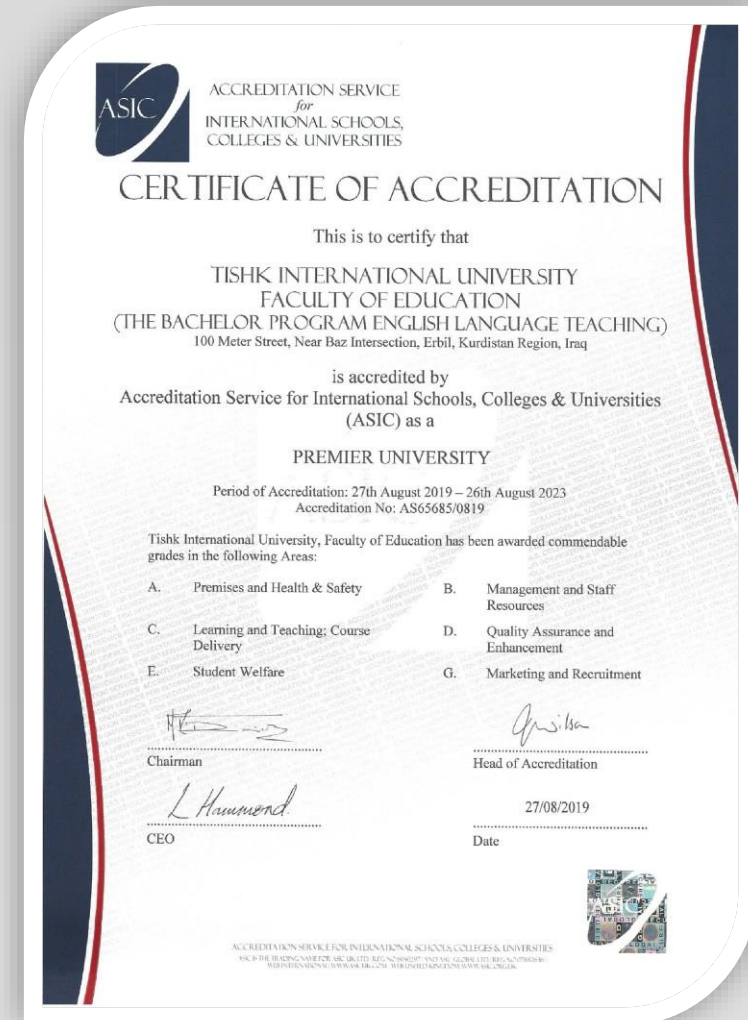 ASIC
ACCREDITATION SERVICE
for
INTERNATIONAL SCHOOLS,
COLLEGES & UNIVERSITIES
CERTIFICATE OF ACCREDITATION
This is to certify that
TISHK INTERNATIONAL UNIVERSITY
FACULTY OF EDUCATION
(THE BACHELOR PROGRAM ENGLISH LANGUAGE TEACHING)
100 Meter Street, Near Baz Intersection, Erbil, Kurdistan Region, Iraq
is accredited by
Accreditation Service for International Schools, Colleges & Universities
(ASIC) as a
PREMIER UNIVERSITY
Period of Accreditation: 27th August 2019 – 26th August 2023
Accreditation No: AS65685/0819
Tishk International University, Faculty of Education has been awarded commendable
grades in the following Areas:
A. Premises and Health & Safety
B. Management and Staff
Resources
C. Learning and Teaching; Course
Delivery
D. Quality Assurance and
Enhancement
E. Student Welfare
G. Marketing and Recruitment
Chairman
Head of Accreditation
L Hammond
27/08/2019
CEO
Date
ASIC
ACCREDITATION SERVICE FOR INTERNATIONAL SCHOOLS, COLLEGES & UNIVERSITIES